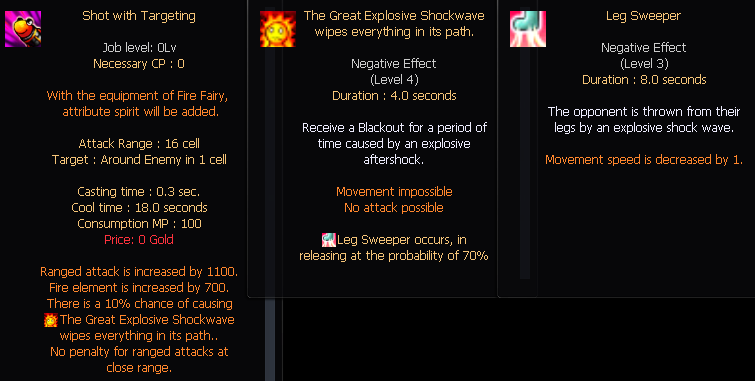 Shot with Targeting
Job level: 0Lv
Necessary CP : 0
With the equipment of Fire Fairy,
attribute spirit will be added.
Attack Range : 16 cell
Target : Around Enemy in 1 cell
Casting time : 0.3 sec.
Cool time : 18.0 seconds
Consumption MP : 100
Price: 0 Gold
Ranged attack is increased by 1100.
Fire element is increased by 700.
There is a 10% chance of causing
The Great Explosive Shockwave
wipes everything in its path..
No penalty for ranged attacks at
close range.
The Great Explosive Shockwave
wipes everything in its path.
Negative Effect
(Level 4)
Duration : 4.0 seconds
Receive a Blackout for a period of
time caused by an explosive
aftershock.
Movement impossible
No attack possible
Leg Sweeper occurs, in
releasing at the probability of 70%
Leg Sweeper
Negative Effect
(Level 3)
Duration : 8.0 seconds
The opponent is thrown from their
legs by an explosive shock wave.
Movement speed is decreased by 1.